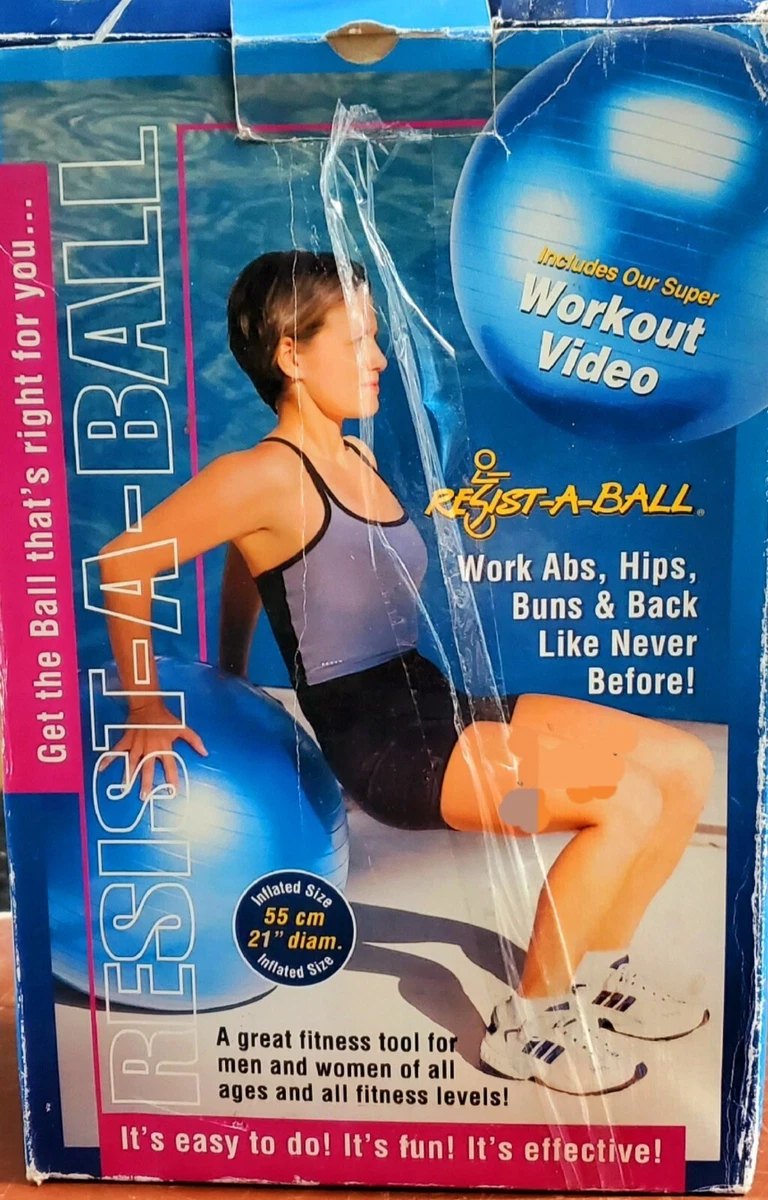 Get the Ball that's right for you...
RESIST-A-BALL
Includes Our Super
Workout
Video
RESIST-A-BALL®
Work Abs, Hips,
Buns & Back
Like Never
Before!
Inflated Size
55 cm
21" diam.
Inflated Size
A great fitness tool for
men and women of all
ages and all fitness levels!
It's easy to do! It's fun! It's effective!